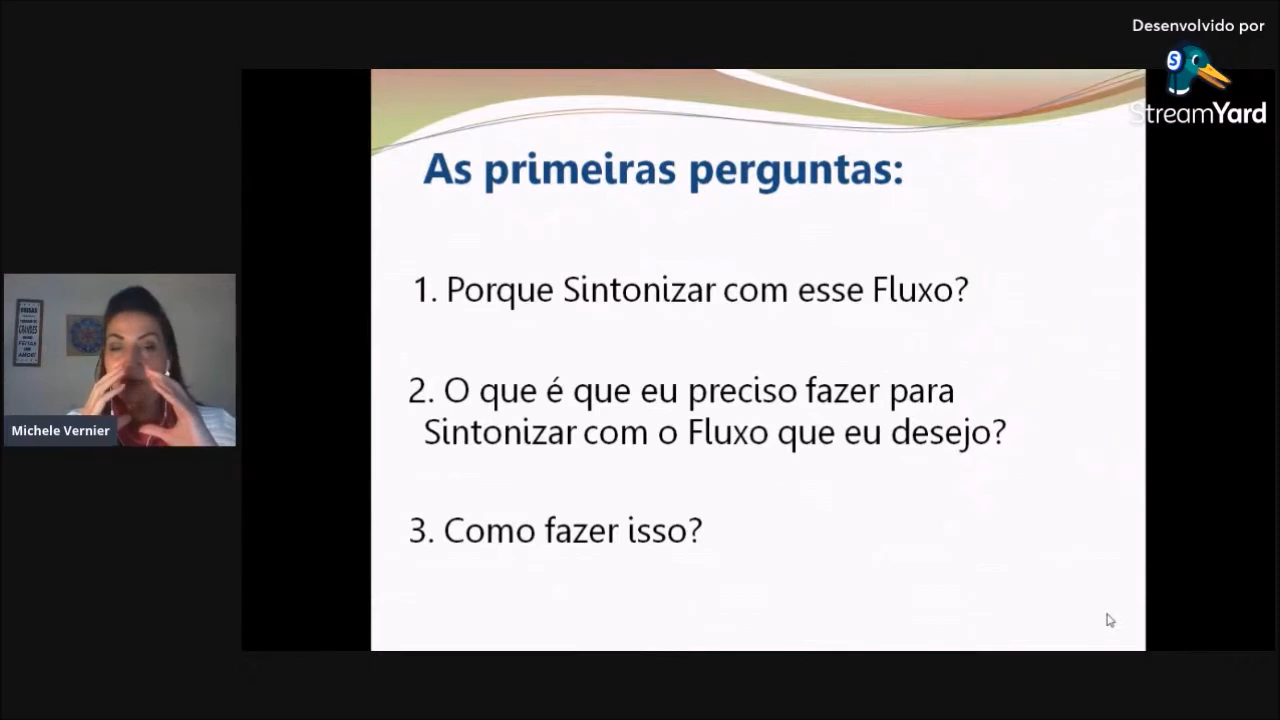 Desenvolvido por
StreamYard
As primeiras perguntas:
1. Porque Sintonizar com esse Fluxo?
2. O que é que eu preciso fazer para
Sintonizar com o Fluxo que eu desejo?
3. Como fazer isso?
GRANDES
Michele Vernier